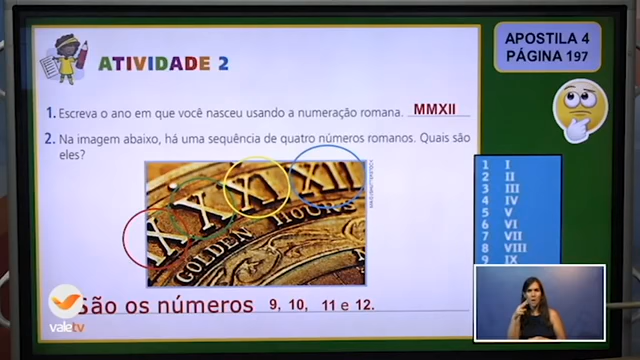 ATIVIDADE 2
APOSTILA 4
PÁGINA 197
1. Escreva o ano em que você nasceu usando a numeração romana. MMXII
2. Na imagem abaixo, há uma sequência de quatro números romanos. Quais são
eles?
IX X XI XII
GOLDEN HOURS
São os números 9, 10, 11 e 12.
1 I
2 II
3 III
4 IV
5 V
6 VI
7 VII
8 VIII
9 IX
valetv